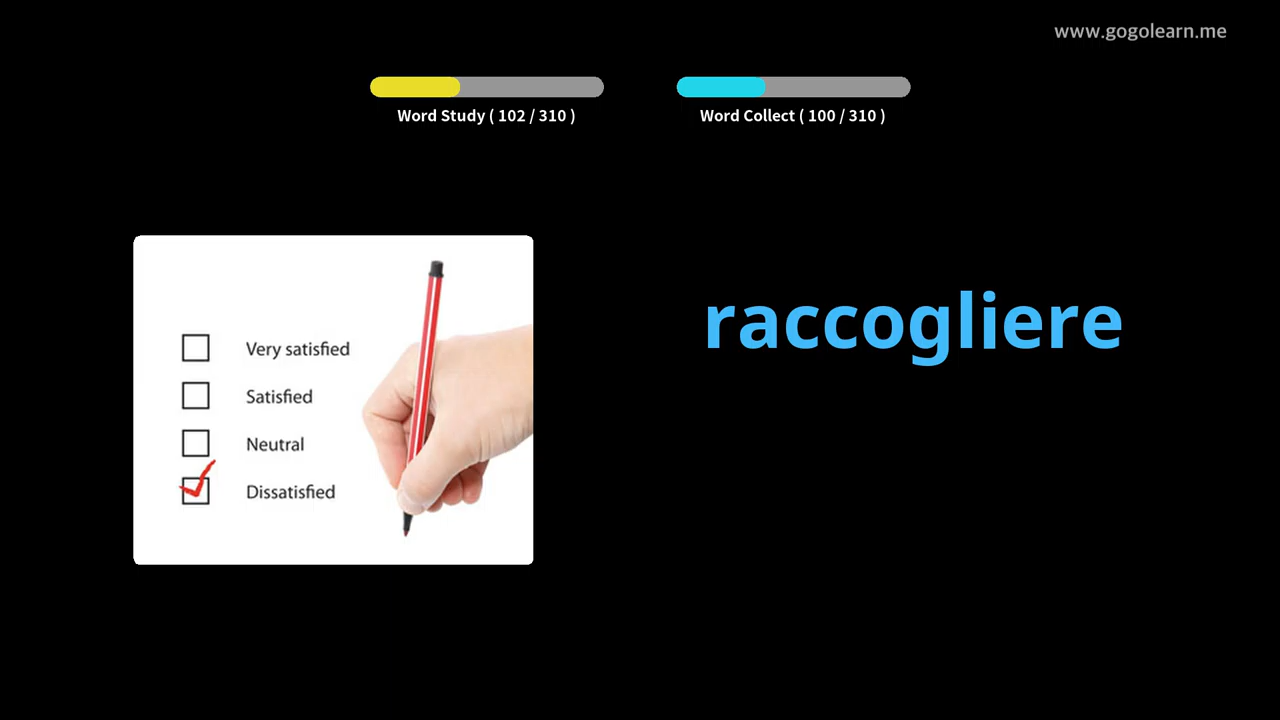 www.gogolearn.me
Word Study ( 102 / 310 )
Word Collect ( 100 / 310 )
raccogliere
Very satisfied
Satisfied
Neutral
Dissatisfied